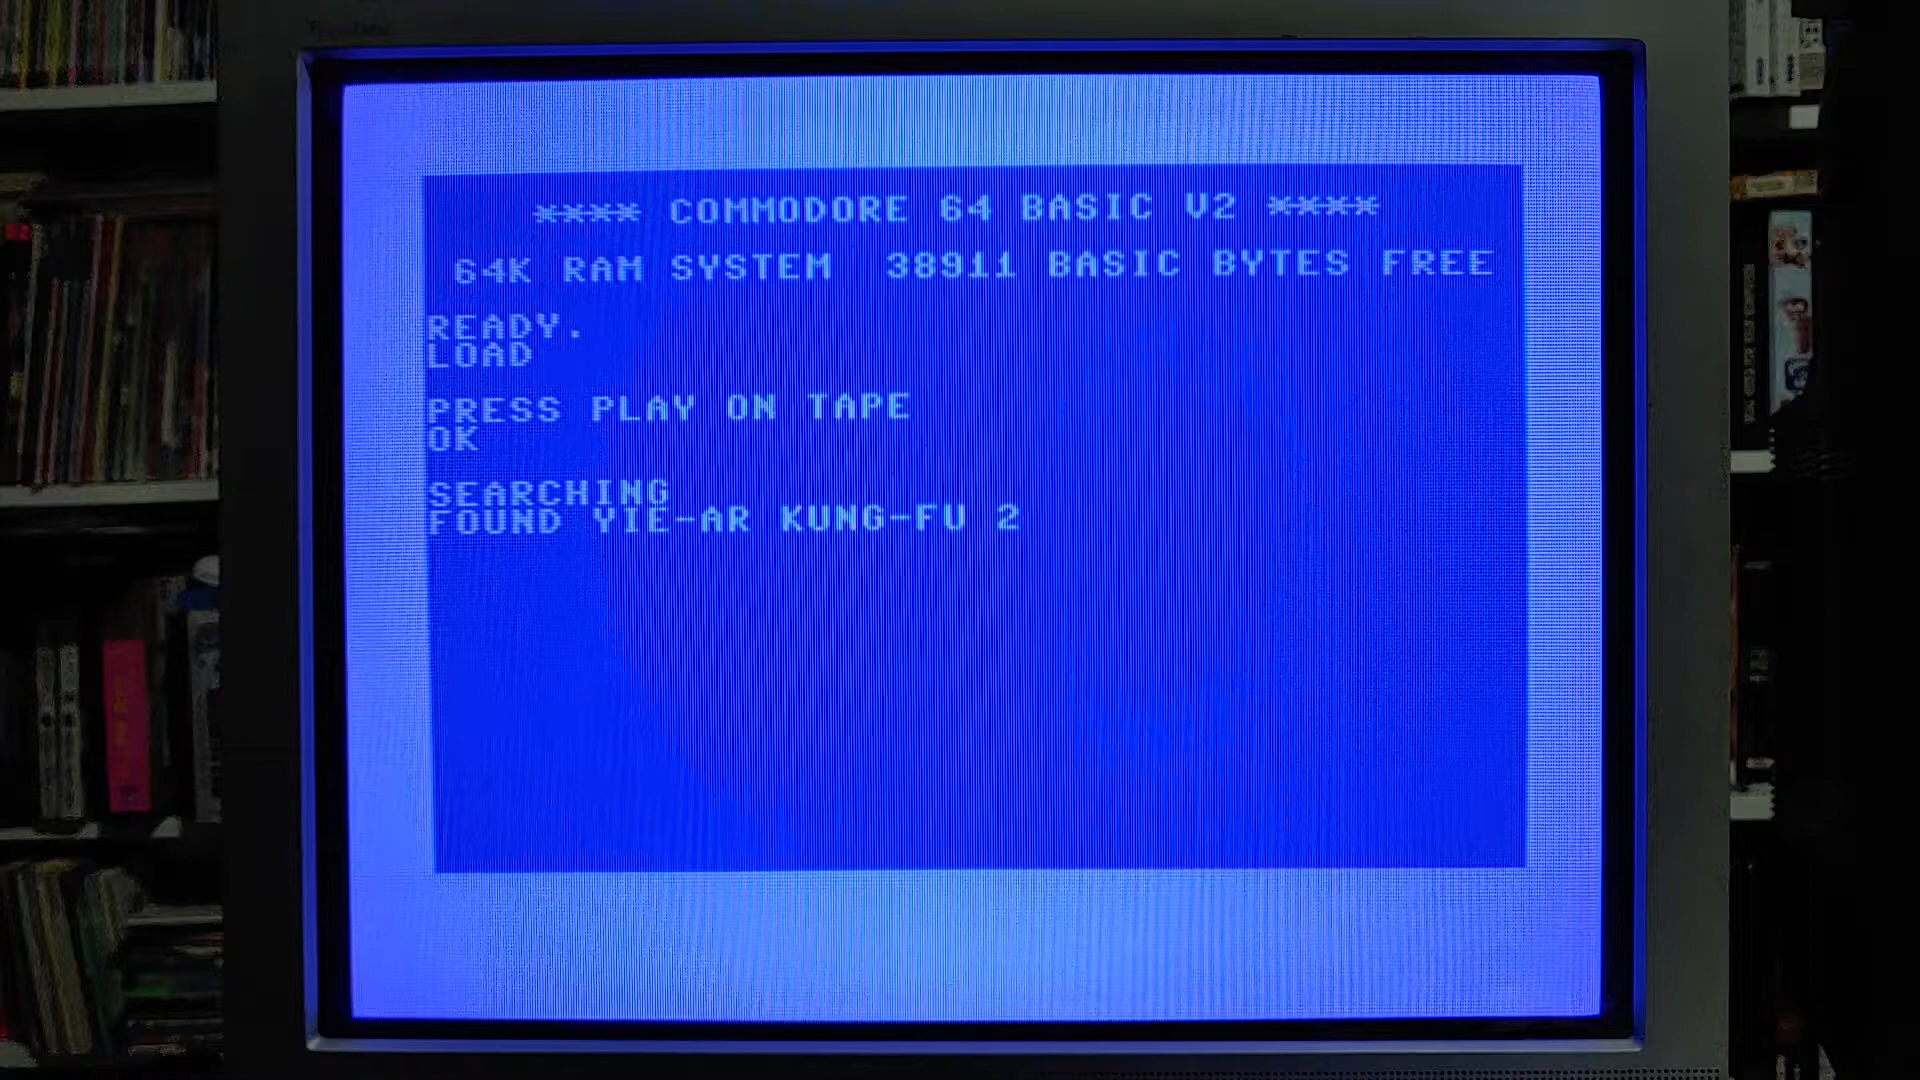 **** COMMODORE 64 BASIC V2 ****
64K RAM SYSTEM  38911 BASIC BYTES FREE
READY.
LOAD
PRESS PLAY ON TAPE
OK
SEARCHING
FOUND YIE-AR KUNG-FU 2